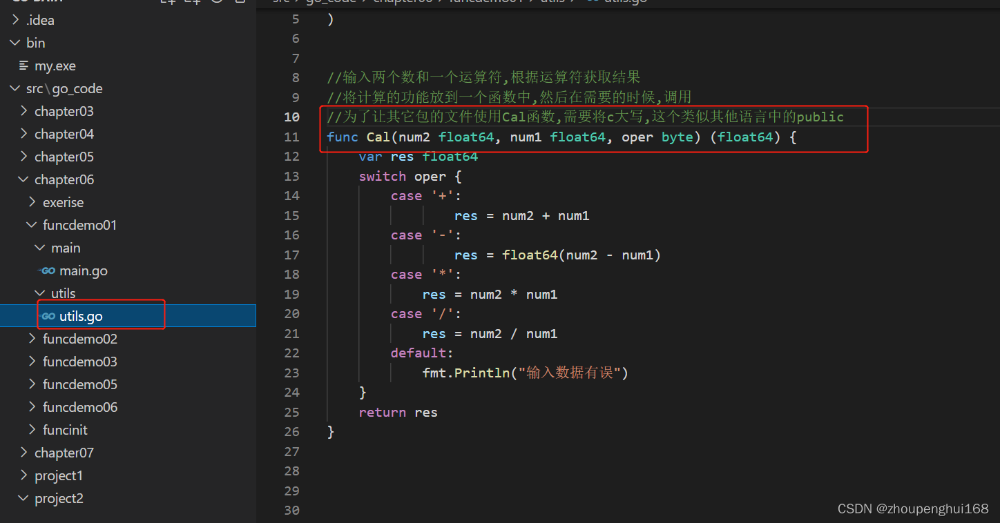 .idea
bin
my.exe
src\go_code
chapter03
chapter04
chapter05
chapter06
exerise
funcdemo01
main
GO main.go
utils
GO utils.go
funcdemo02
funcdemo03
funcdemo05
funcdemo06
funcinit
chapter07
project1
project2
5 )
6
7
8 //输入两个数和一个运算符,根据运算符获取结果
9 //将计算的功能放到一个函数中,然后在需要的时候,调用
10 //为了让其它包的文件使用Cal函数,需要将c大写,这个类似其他语言中的public
11 func Cal(num2 float64, num1 float64, oper byte) (float64) {
12 var res float64
13 switch oper {
14 case '+':
15 res = num2 + num1
16 case '-':
17 res = float64(num2 - num1)
18 case '*':
19 res = num2 * num1
20 case '/':
21 res = num2 / num1
22 default:
23 fmt.Println("输入数据有误")
24 }
25 return res
26 }
27
28
29
30
CSDN @zhoupenghui168